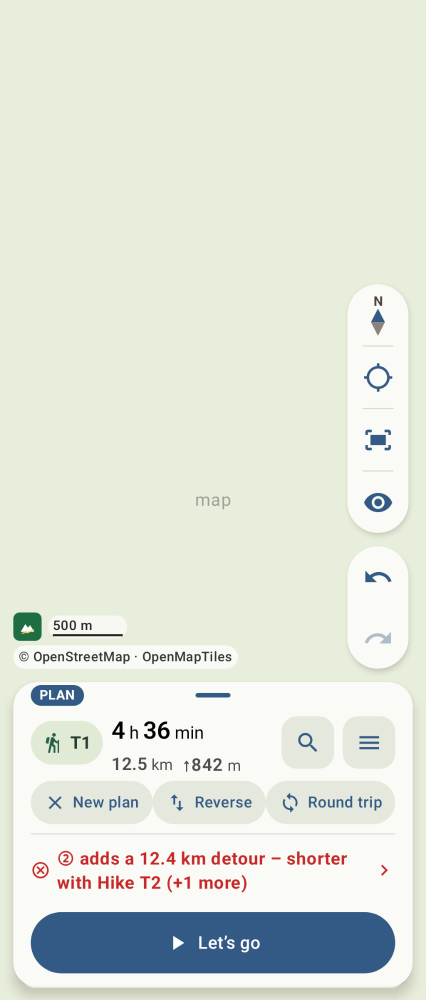 N
map
500 m
© OpenStreetMap · OpenMapTiles
PLAN
T1
4 h 36 min
12.5 km ↑842 m
New plan
Reverse
Round trip
② adds a 12.4 km detour – shorter
with Hike T2 (+1 more)
Let’s go